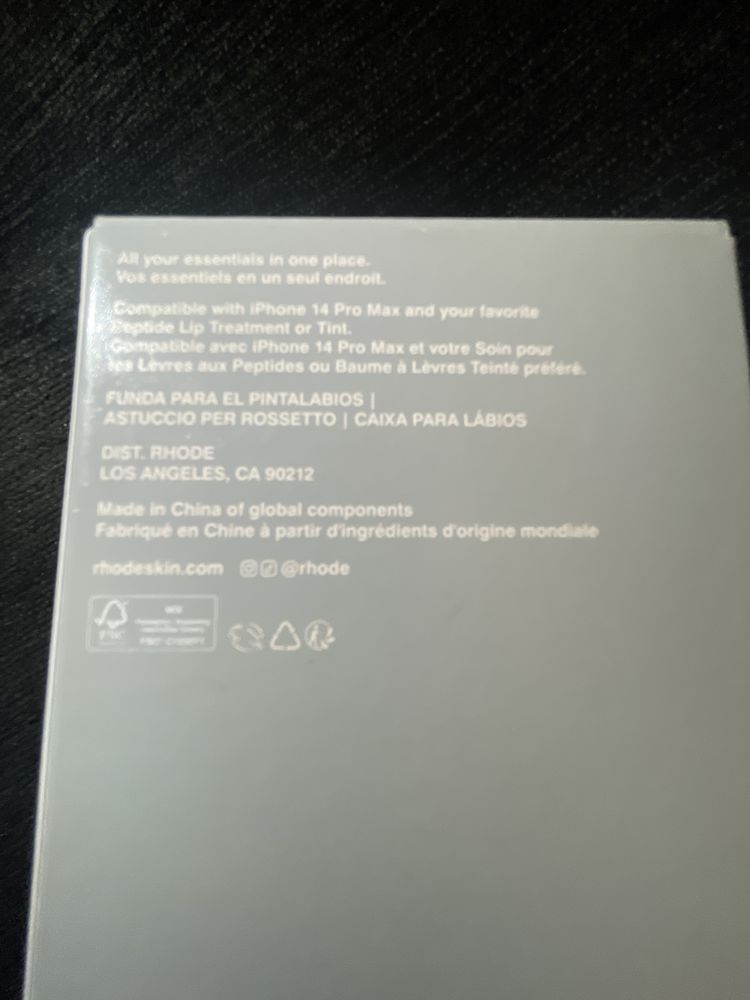 All your essentials in one place.
Vos essentiels en un seul endroit.
Compatible with iPhone 14 Pro Max and your favorite
Peptide Lip Treatment or Tint.
Compatible avec iPhone 14 Pro Max et votre Soin pour
les Lèvres aux Peptides ou Baume à Lèvres Teinté préféré.
FUNDA PARA EL PINTALABIOS |
ASTUCCIO PER ROSSETTO | CAIXA PARA LÁBIOS
DIST. RHODE
LOS ANGELES, CA 90212
Made in China of global components
Fabriqué en Chine à partir d'ingrédients d'origine mondiale
rhodeskin.com @rhode
FSC